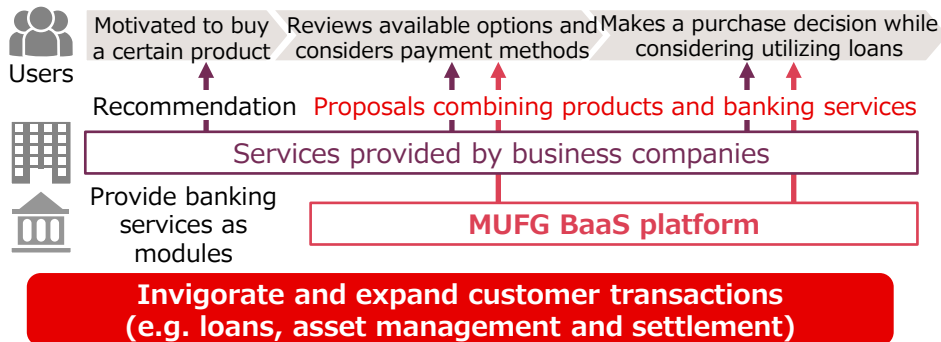 Motivated to buy
a certain product
Reviews available options and
considers payment methods
Makes a purchase decision while
considering utilizing loans
Users
Recommendation
Proposals combining products and banking services
Services provided by business companies
Provide banking
services as
modules
MUFG BaaS platform
Invigorate and expand customer transactions
(e.g. loans, asset management and settlement)